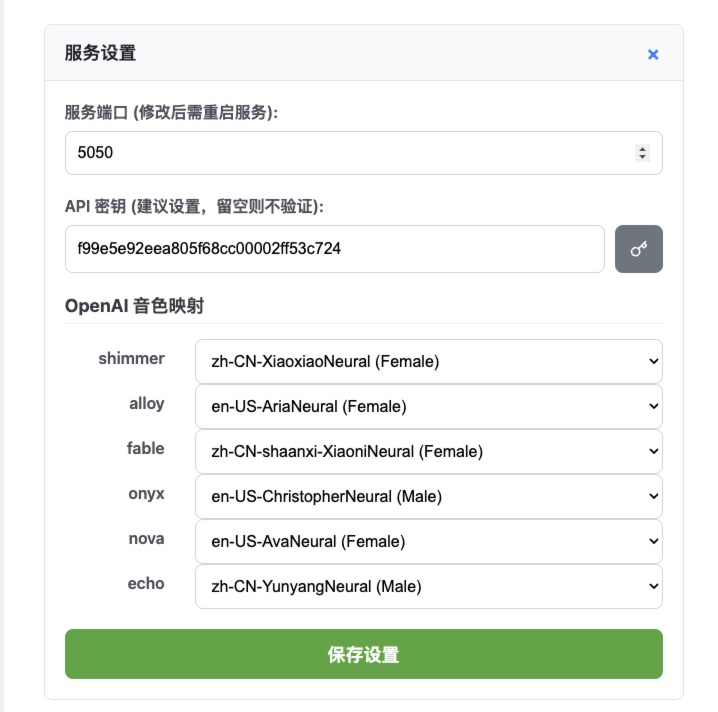 服务设置
×
服务端口 (修改后需重启服务):
5050
API 密钥 (建议设置，留空则不验证):
f99e5e92eea805f68cc00002ff53c724
OpenAI 音色映射
shimmer zh-CN-XiaoxiaoNeural (Female)
alloy en-US-AriaNeural (Female)
fable zh-CN-shaanxi-XiaoniNeural (Female)
onyx en-US-ChristopherNeural (Male)
nova en-US-AvaNeural (Female)
echo zh-CN-YunyangNeural (Male)
保存设置